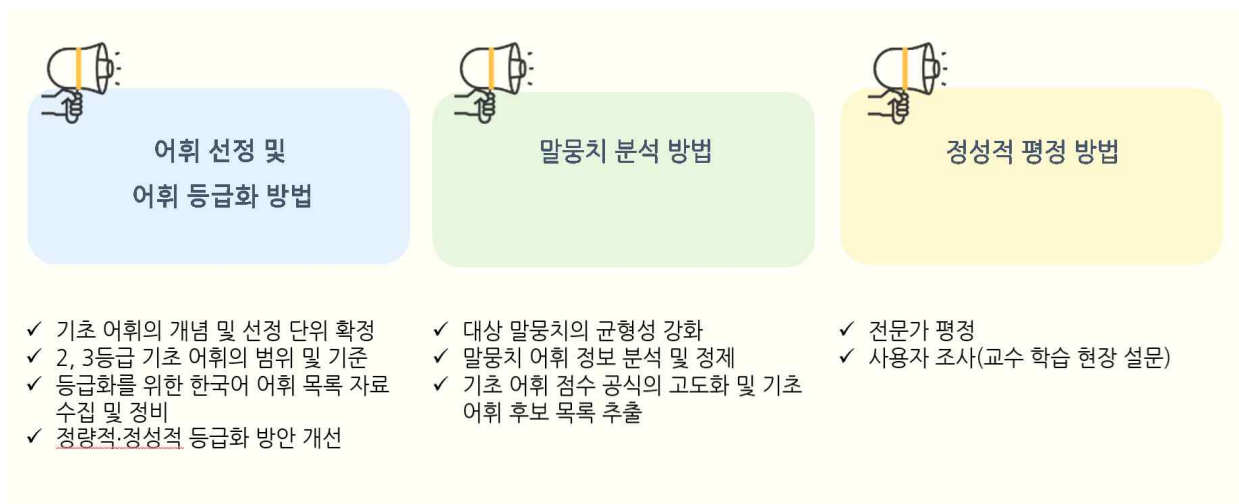 어휘 선정 및
어휘 등급화 방법
✓ 기초 어휘의 개념 및 선정 단위 확정
✓ 2, 3등급 기초 어휘의 범위 및 기준
✓ 등급화를 위한 한국어 어휘 목록 자료
수집 및 정비
✓ 정량적·정성적 등급화 방안 개선
말뭉치 분석 방법
✓ 대상 말뭉치의 균형성 강화
✓ 말뭉치 어휘 정보 분석 및 정제
✓ 기초 어휘 점수 공식의 고도화 및 기초
어휘 후보 목록 추출
정성적 평정 방법
✓ 전문가 평정
✓ 사용자 조사(교수 학습 현장 설문)